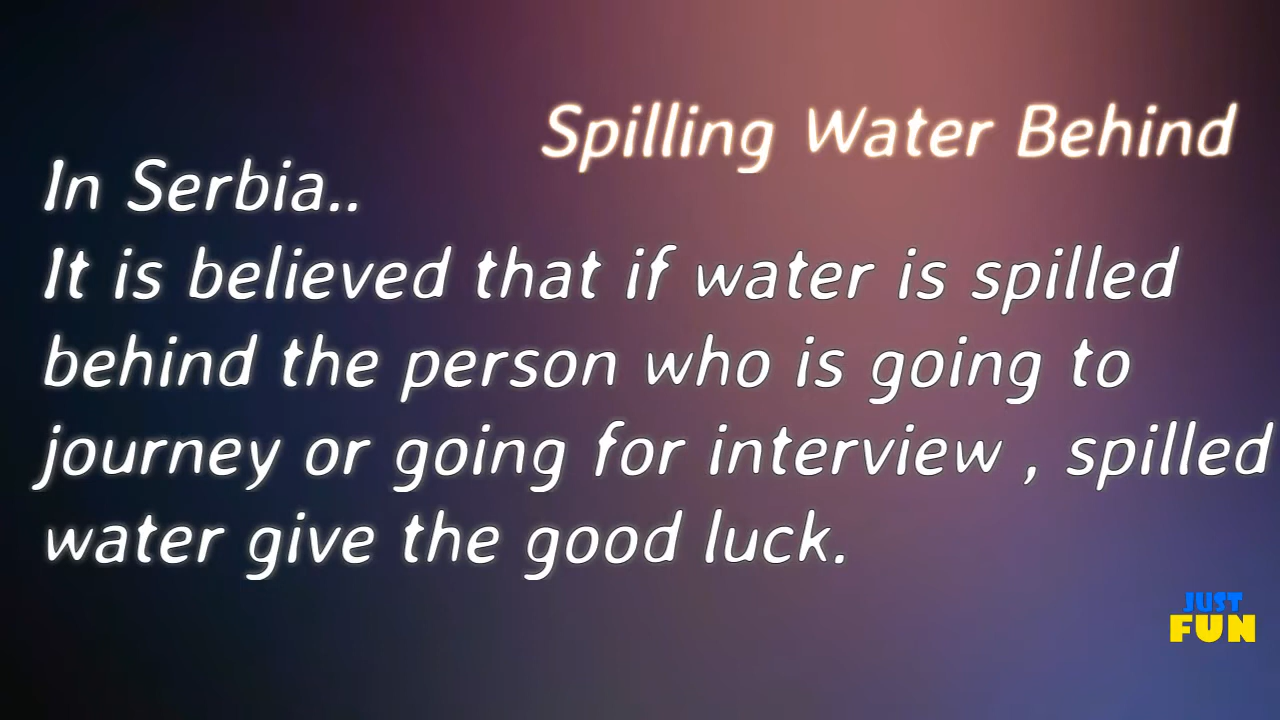 Spilling Water Behind
In Serbia..
It is believed that if water is spilled
behind the person who is going to
journey or going for interview , spilled
water give the good luck.
JUST
FUN